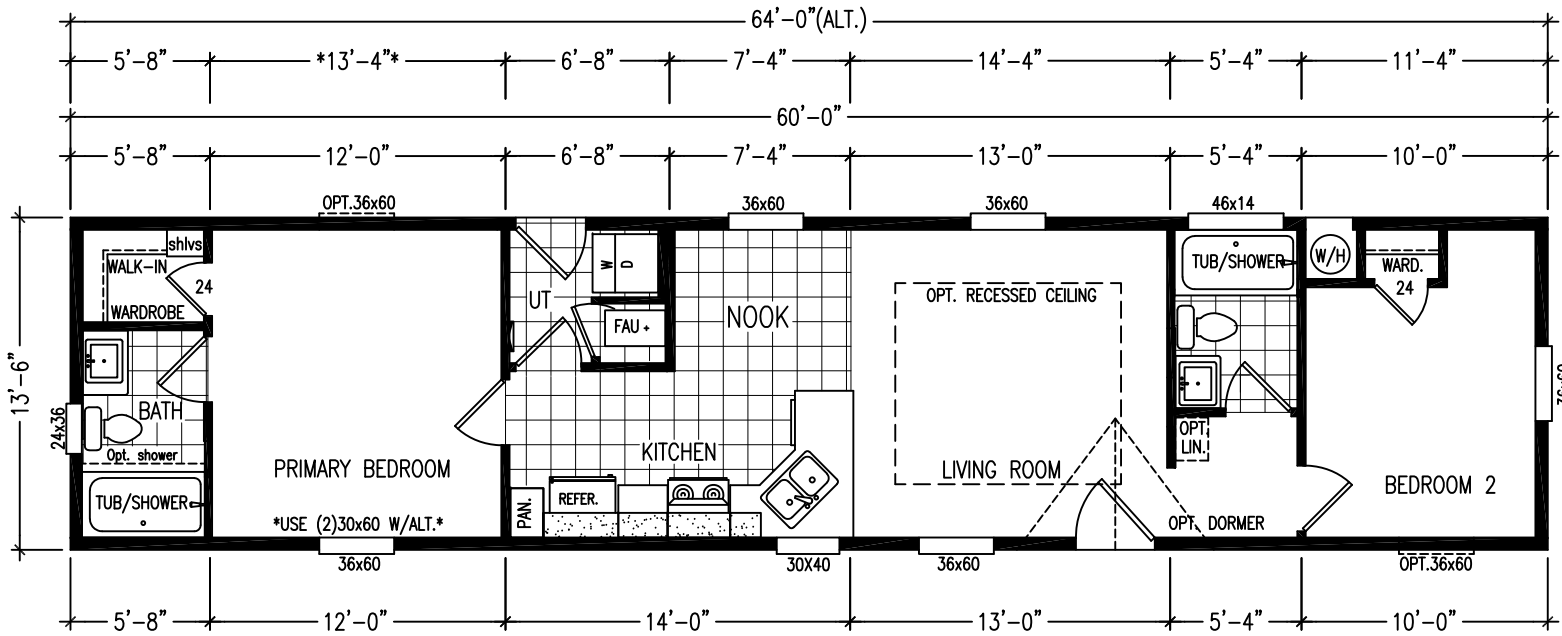 64'-0"(ALT.)
5'-8" *13'-4"* 6'-8" 7'-4" 14'-4" 5'-4" 11'-4"
60'-0"
5'-8" 12'-0" 6'-8" 7'-4" 13'-0" 5'-4" 10'-0"
OPT.36x60 36x60 36x60 46x14
shlvs
WALK-IN
24
WARDROBE
W D
UT
FAU +
NOOK
OPT. RECESSED CEILING
TUB/SHOWER
W/H
WARD.
24
13'-6"
24x36
BATH
Opt. shower
TUB/SHOWER
PRIMARY BEDROOM
*USE (2)30x60 W/ALT.*
KITCHEN
PAN.
REFER.
LIVING ROOM
OPT.
LIN.
OPT. DORMER
BEDROOM 2
36x60
36x60 30X40 36x60 OPT.36x60
5'-8" 12'-0" 14'-0" 13'-0" 5'-4" 10'-0"